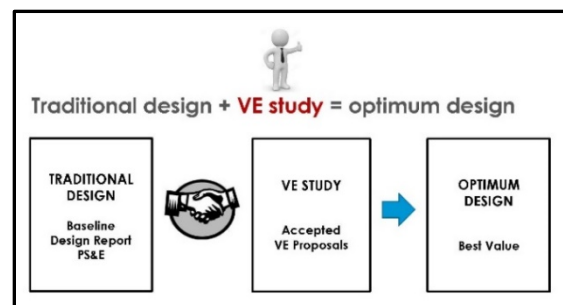 Traditional design + VE study = optimum design
TRADITIONAL
DESIGN
Baseline
Design Report
PS&E
VE STUDY
Accepted
VE Proposals
OPTIMUM
DESIGN
Best Value